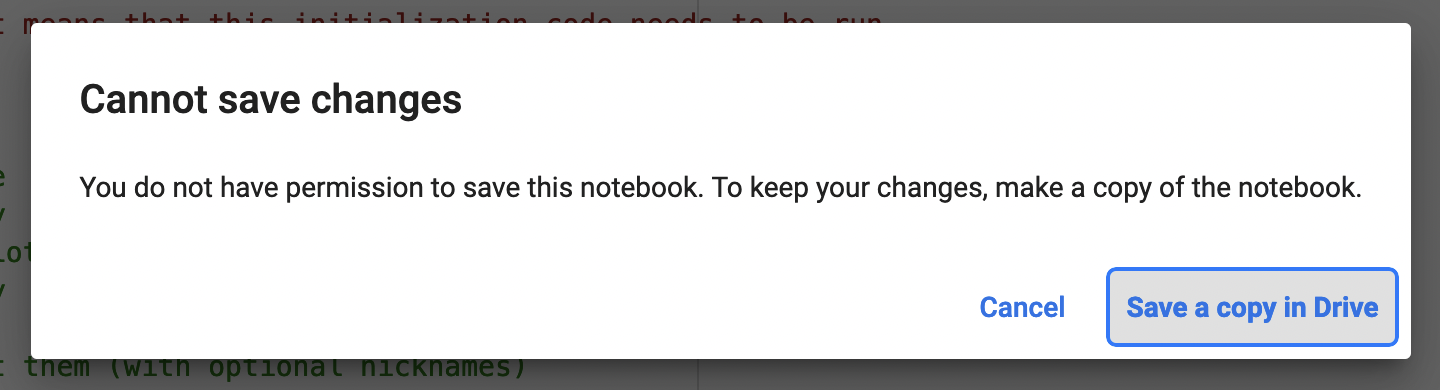 t means that this initialization code needs to be run
Cannot save changes
e
You do not have permission to save this notebook. To keep your changes, make a copy of the notebook.
y
lot
y
Cancel
Save a copy in Drive
t them (with optional nicknames)